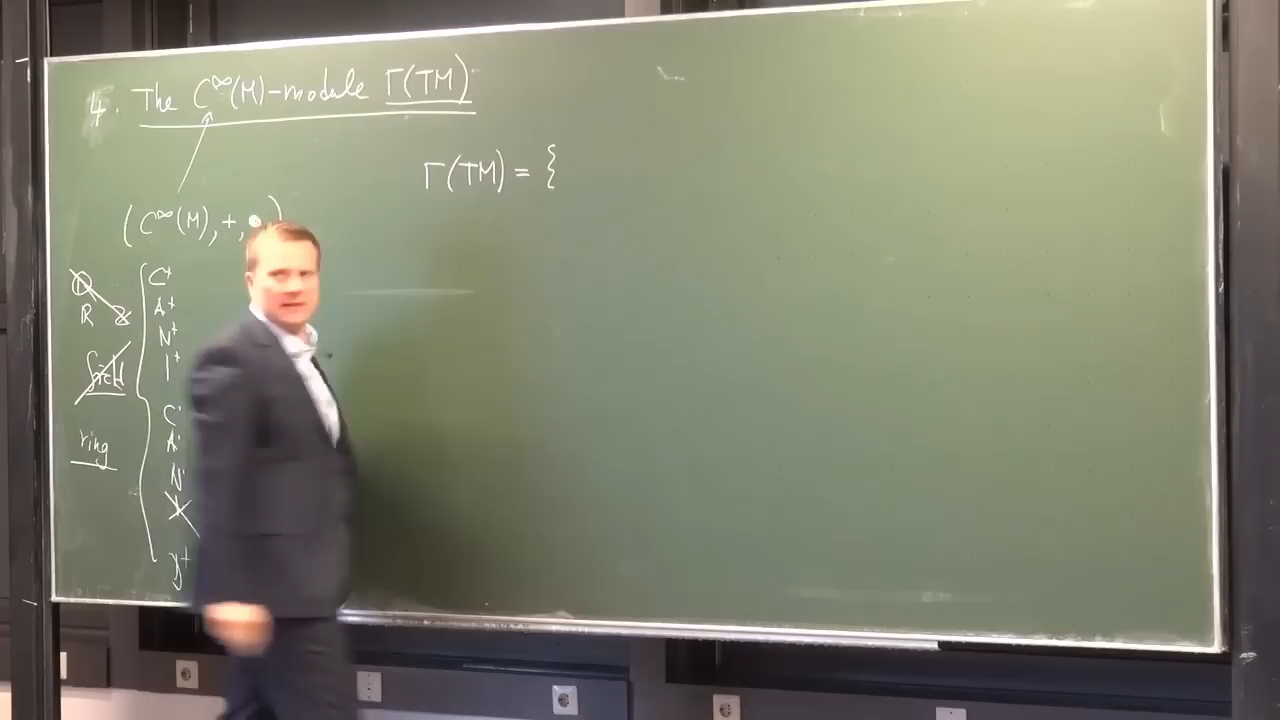 4. The C^∞(M)-module Γ(TM)
Γ(TM) = {
(C^∞(M), +, •)
C⁺
A⁺
N⁺
I⁺
R
field
C·
A·
ring
N·
D⁺